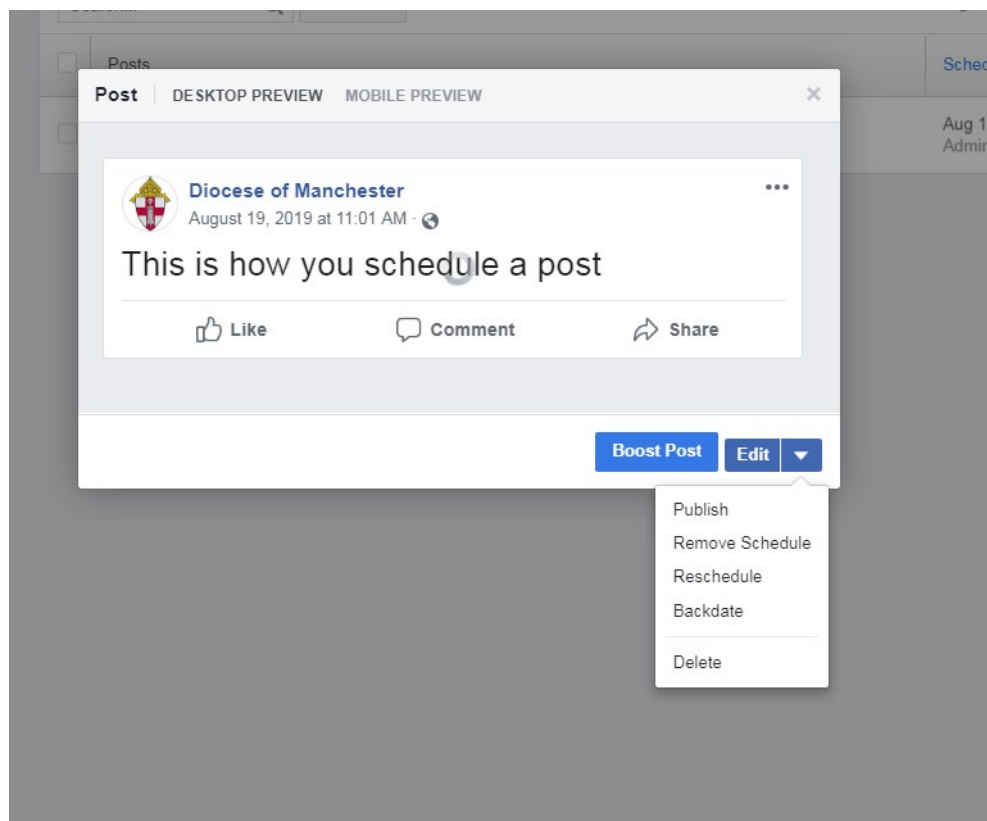 Posts
Sched
Aug 1
Admin
Post DESKTOP PREVIEW MOBILE PREVIEW ×
Diocese of Manchester
August 19, 2019 at 11:01 AM ·
This is how you schedule a post
Like Comment Share
Boost Post Edit
Publish
Remove Schedule
Reschedule
Backdate
Delete